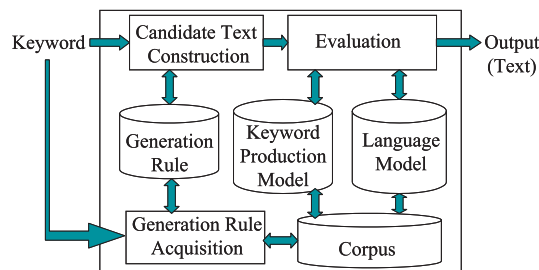 Keyword
Candidate Text
Construction
Evaluation
Output
(Text)
Generation
Rule
Keyword
Production
Model
Language
Model
Generation Rule
Acquisition
Corpus